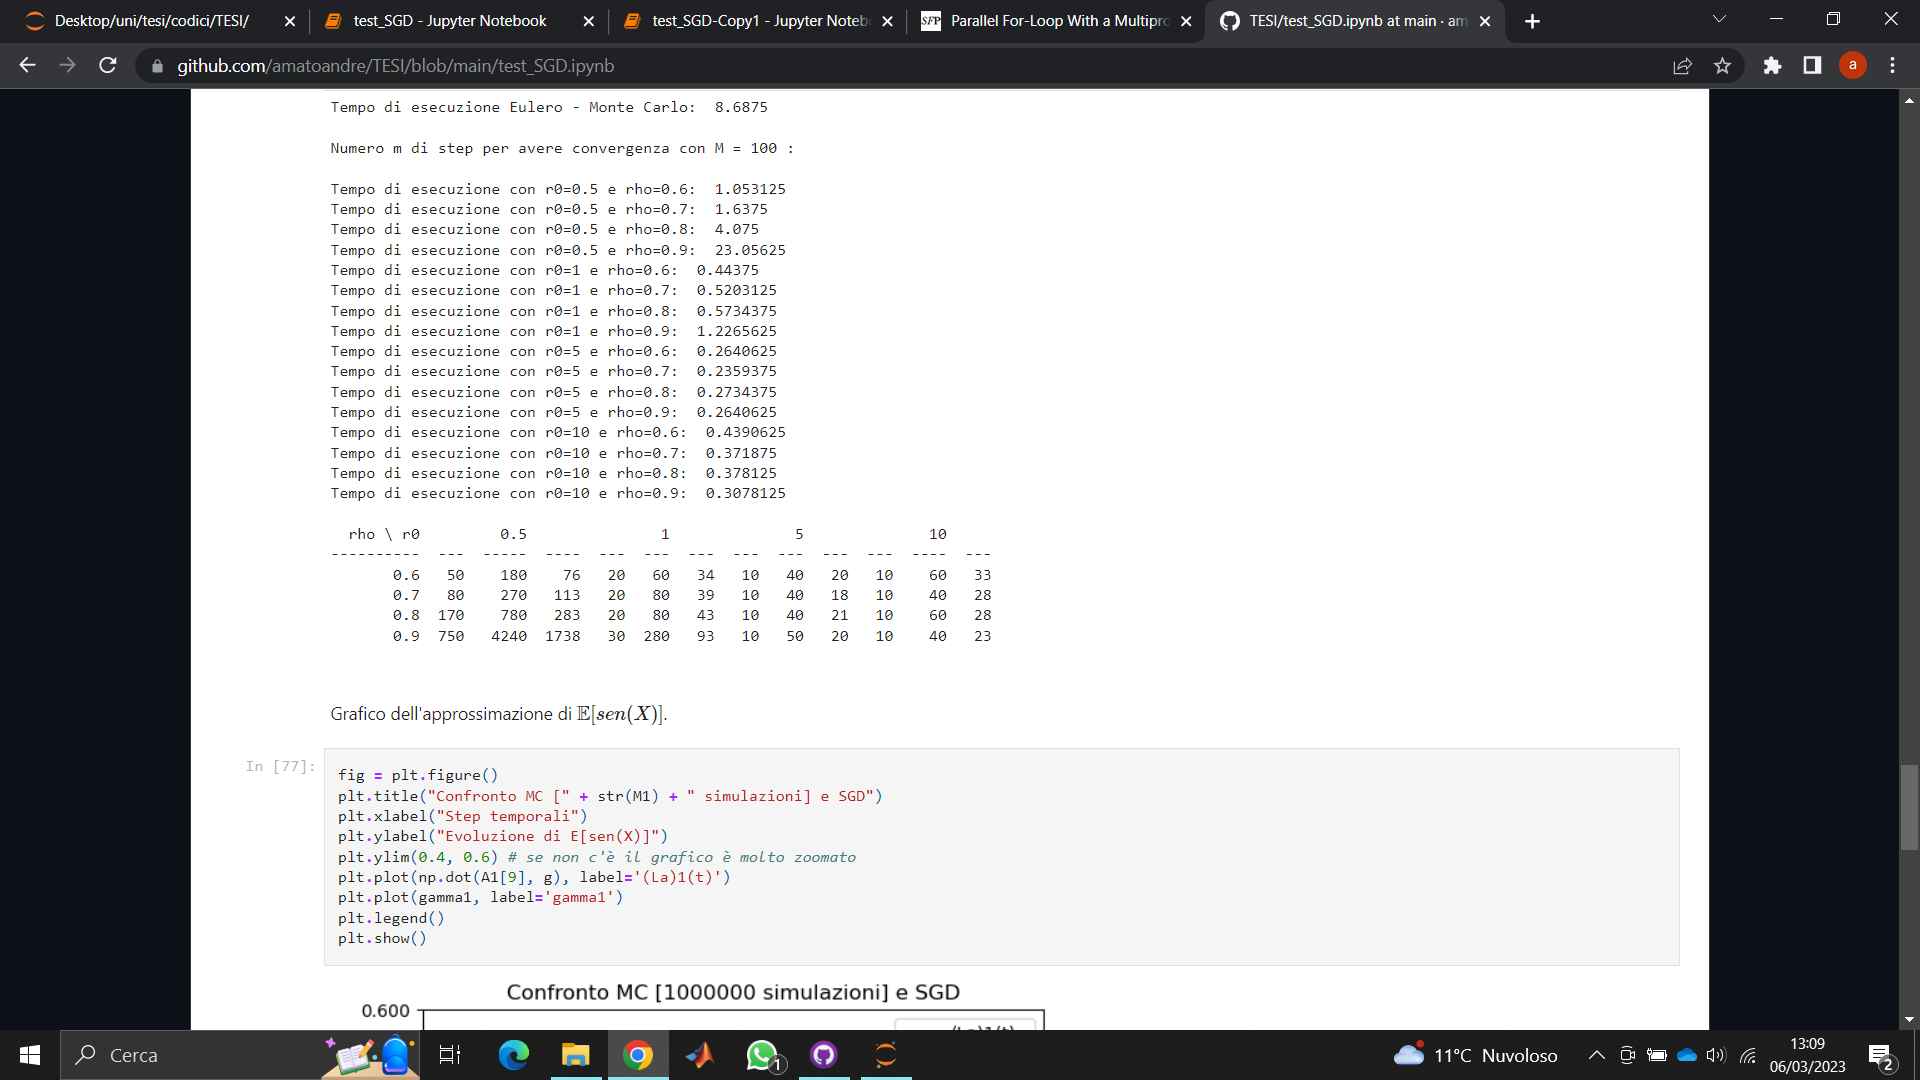 Desktop/uni/tesi/codici/TESI/
test_SGD - Jupyter Notebook
test_SGD-Copy1 - Jupyter Noteb
SFP
Parallel For-Loop With a Multipro
TESI/test_SGD.ipynb at main · am
github.com/amatoandre/TESI/blob/main/test_SGD.ipynb
a
Tempo di esecuzione Eulero - Monte Carlo:  8.6875
Numero m di step per avere convergenza con M = 100 :
Tempo di esecuzione con r0=0.5 e rho=0.6:  1.053125
Tempo di esecuzione con r0=0.5 e rho=0.7:  1.6375
Tempo di esecuzione con r0=0.5 e rho=0.8:  4.075
Tempo di esecuzione con r0=0.5 e rho=0.9:  23.05625
Tempo di esecuzione con r0=1 e rho=0.6:  0.44375
Tempo di esecuzione con r0=1 e rho=0.7:  0.5203125
Tempo di esecuzione con r0=1 e rho=0.8:  0.5734375
Tempo di esecuzione con r0=1 e rho=0.9:  1.2265625
Tempo di esecuzione con r0=5 e rho=0.6:  0.2640625
Tempo di esecuzione con r0=5 e rho=0.7:  0.2359375
Tempo di esecuzione con r0=5 e rho=0.8:  0.2734375
Tempo di esecuzione con r0=5 e rho=0.9:  0.2640625
Tempo di esecuzione con r0=10 e rho=0.6:  0.4390625
Tempo di esecuzione con r0=10 e rho=0.7:  0.371875
Tempo di esecuzione con r0=10 e rho=0.8:  0.378125
Tempo di esecuzione con r0=10 e rho=0.9:  0.3078125
  rho \ r0         0.5               1              5              10
----------  ---  -----  ----  ---  ---  ---  ---  ---  ---  ---  ----  ---
       0.6   50    180    76   20   60   34   10   40   20   10    60   33
       0.7   80    270   113   20   80   39   10   40   18   10    40   28
       0.8  170    780   283   20   80   43   10   40   21   10    60   28
       0.9  750   4240  1738   30  280   93   10   50   20   10    40   23
Grafico dell'approssimazione di 𝔼[sen(X)].
In [77]:
fig = plt.figure()
plt.title("Confronto MC [" + str(M1) + " simulazioni] e SGD")
plt.xlabel("Step temporali")
plt.ylabel("Evoluzione di E[sen(X)]")
plt.ylim(0.4, 0.6) # se non c'è il grafico è molto zoomato
plt.plot(np.dot(A1[9], g), label='(La)1(t)')
plt.plot(gamma1, label='gamma1')
plt.legend()
plt.show()
Confronto MC [1000000 simulazioni] e SGD
0.600
Cerca
1
11°C Nuvoloso
13:09
06/03/2023
2